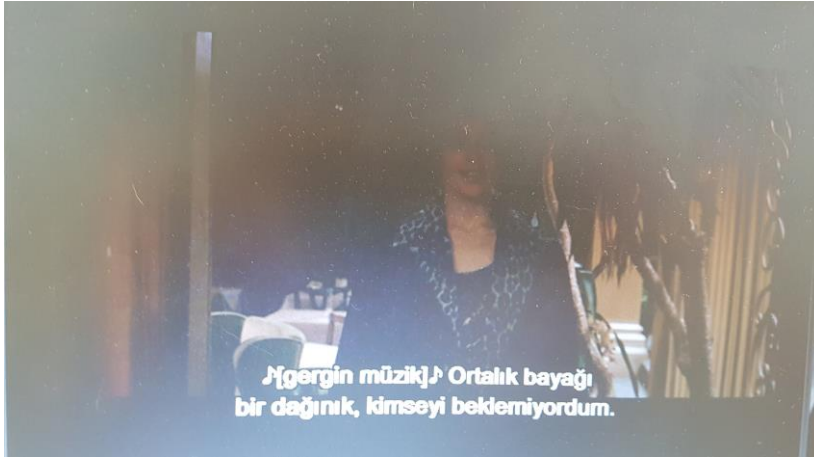 ♪[gergin müzik]♪ Ortalık bayağı
bir dağınık, kimseyi beklemiyordum.